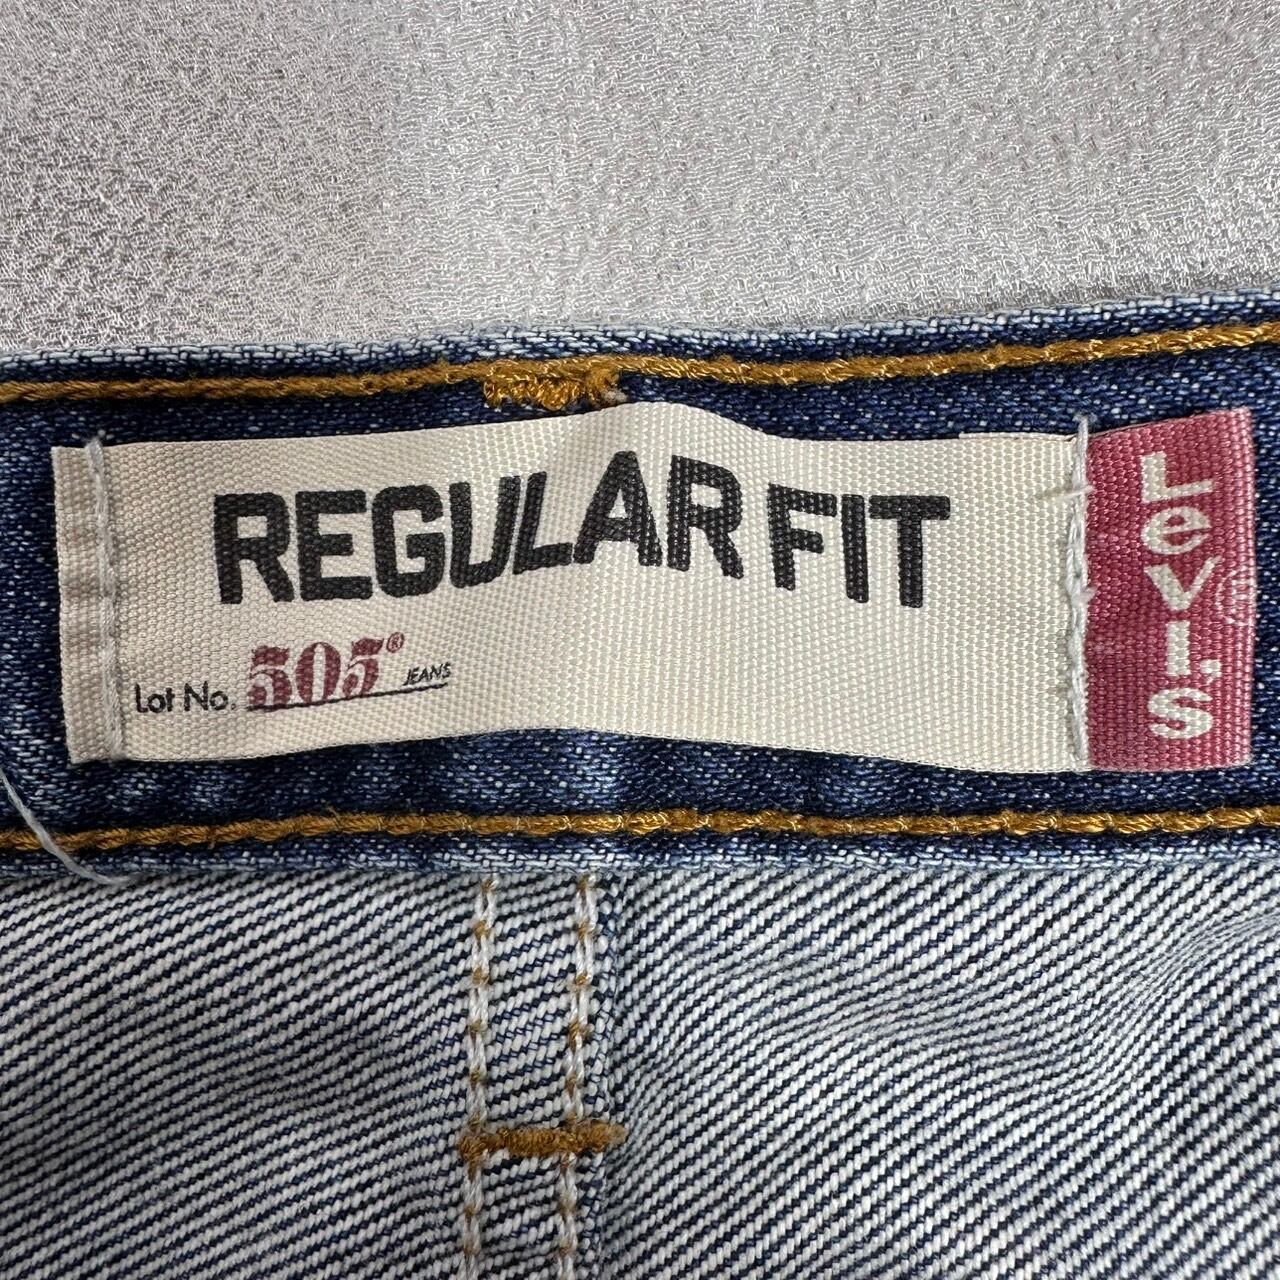 REGULAR FIT
Lot No. 505® JEANS
LeVI'S